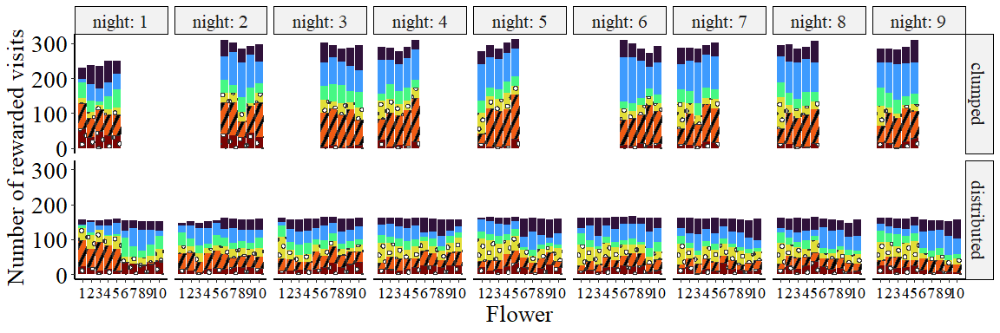 night: 1 night: 2 night: 3 night: 4 night: 5 night: 6 night: 7 night: 8 night: 9
Number of rewarded visits
300
200
100
0
clumped
300
200
100
0
distributed
12345678910 12345678910 12345678910 12345678910 12345678910 12345678910 12345678910 12345678910 12345678910
Flower